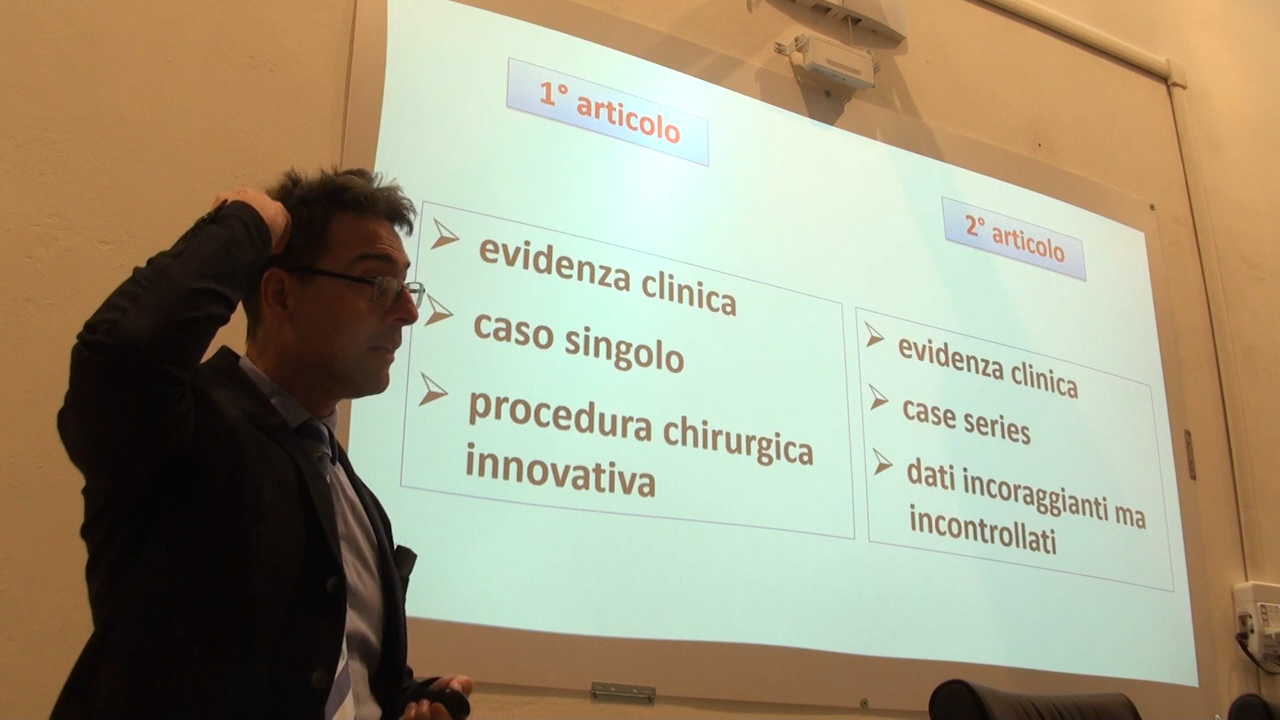 1° articolo
evidenza clinica
caso singolo
procedura chirurgica
innovativa
2° articolo
evidenza clinica
case series
dati incoraggianti ma
incontrollati